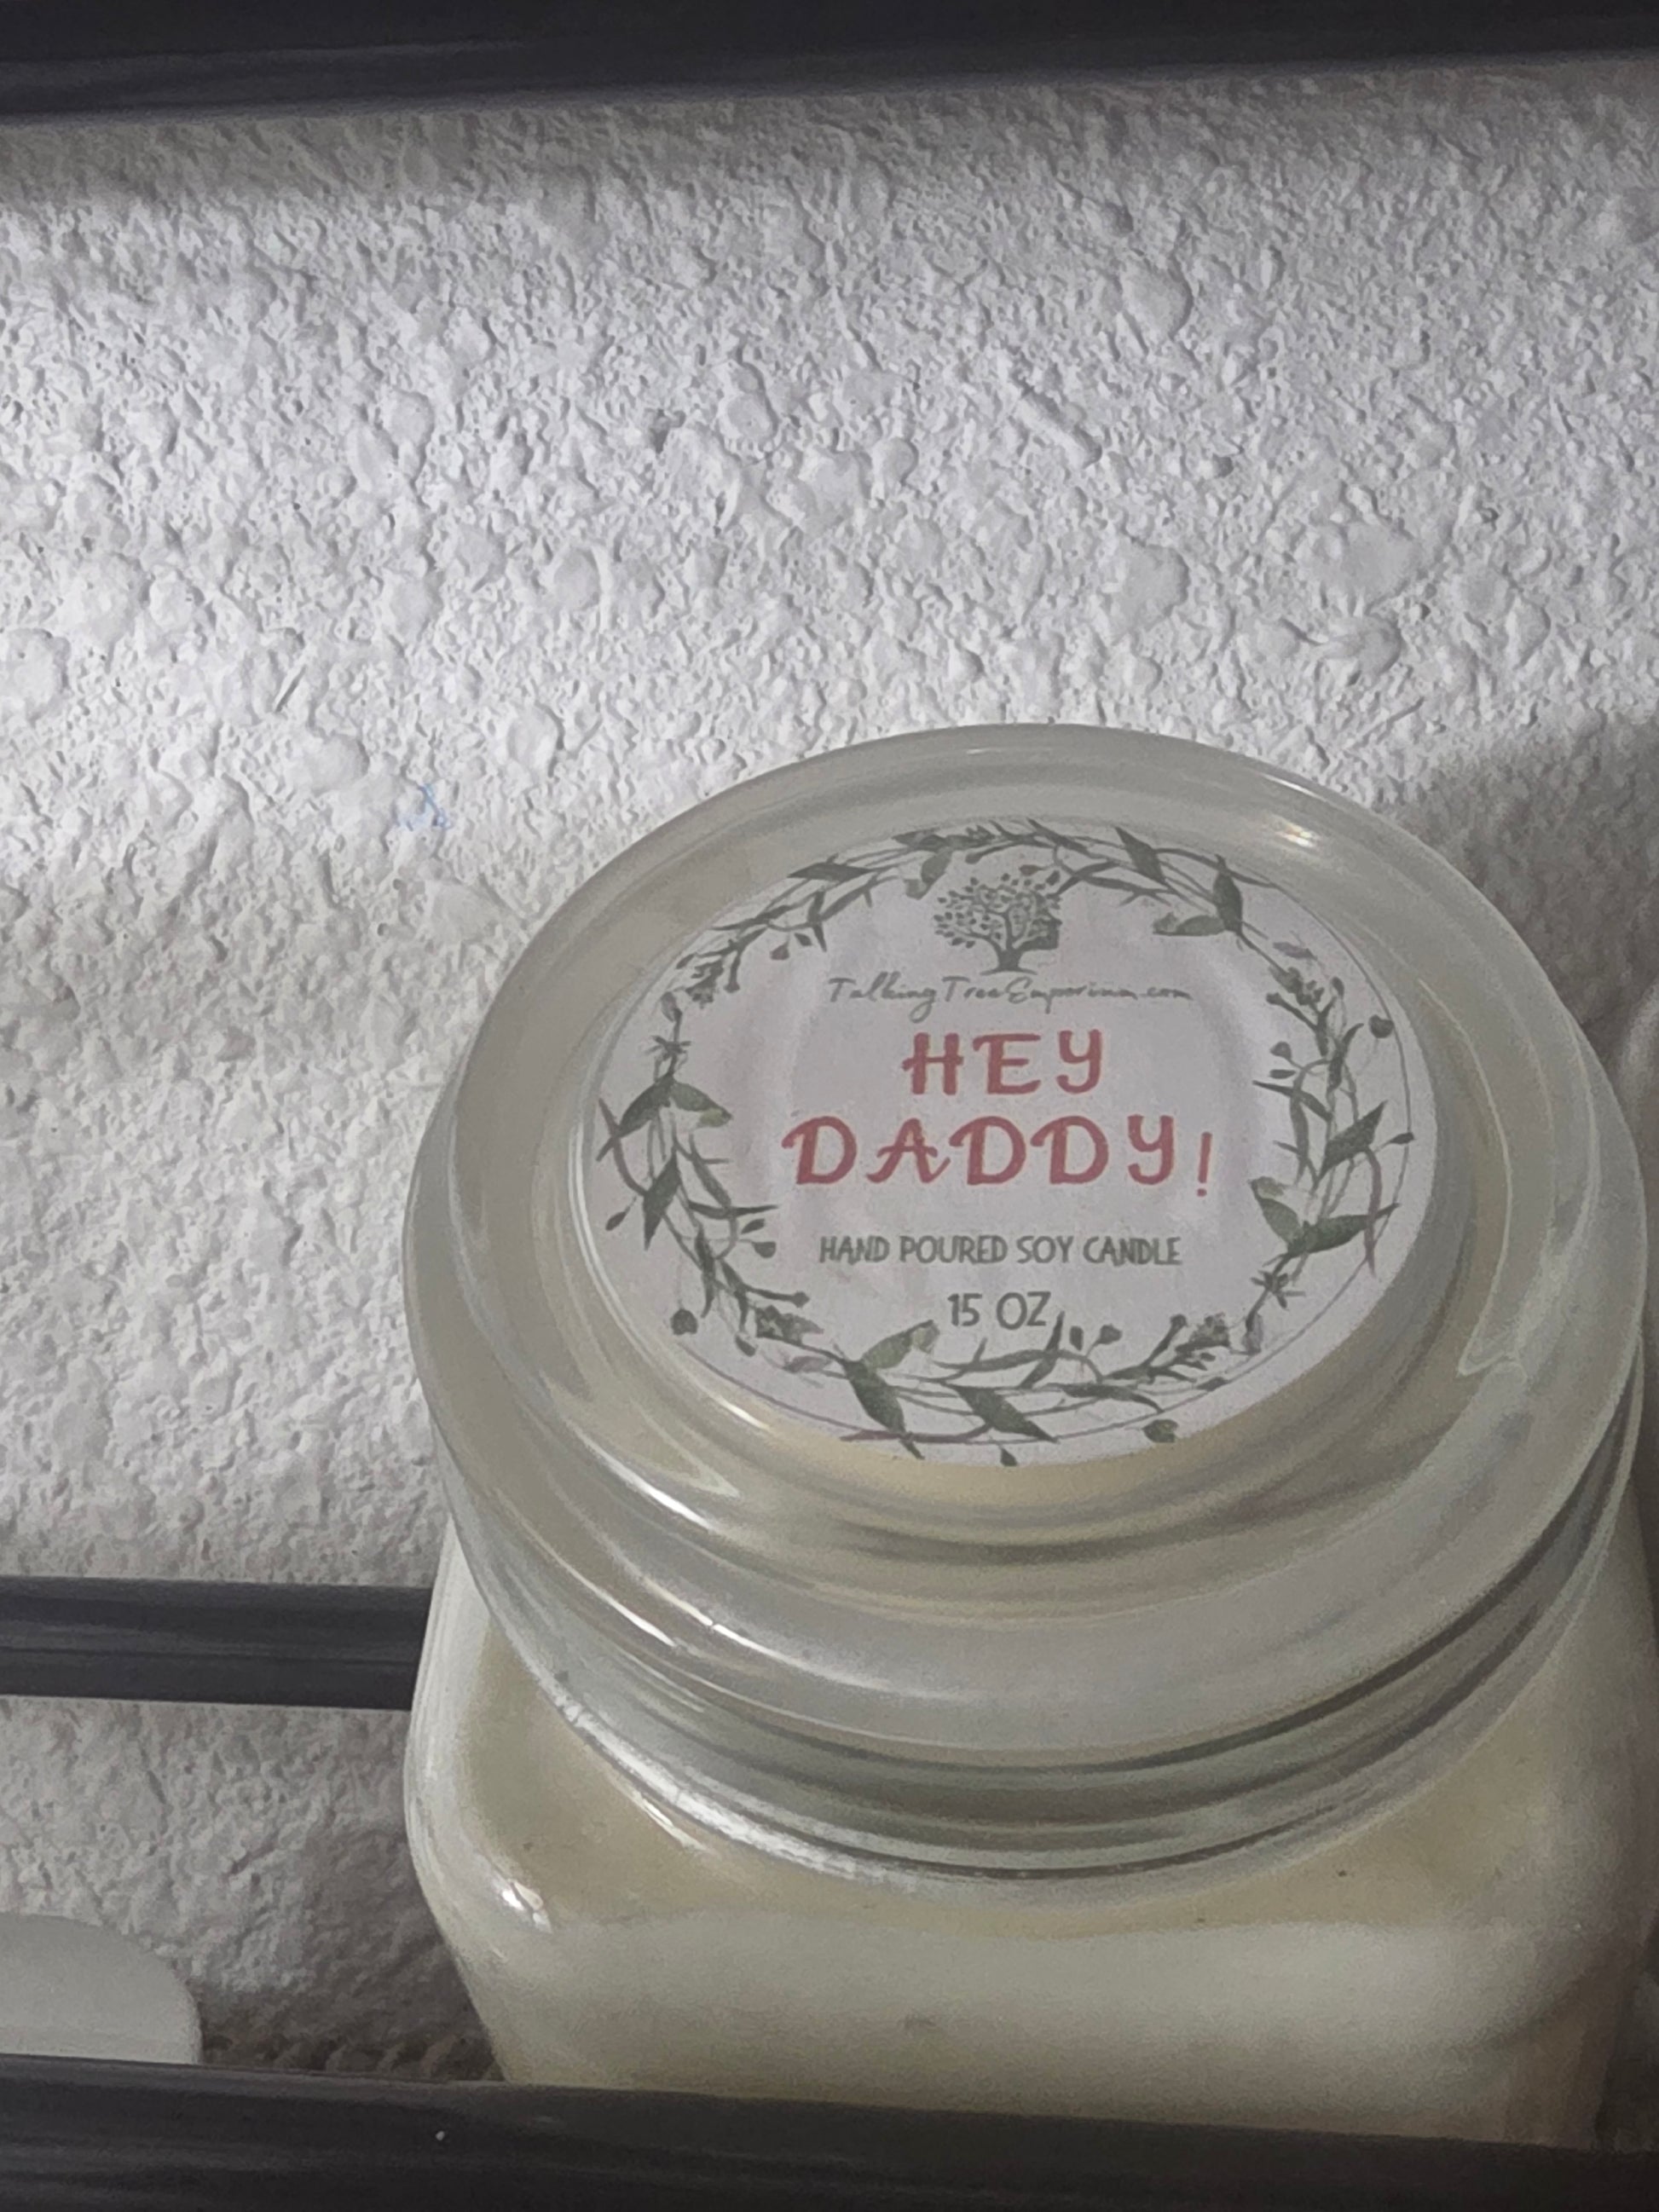 TalkingTreeEmporium.com
HEY
DADDY!
HAND POURED SOY CANDLE
15 OZ